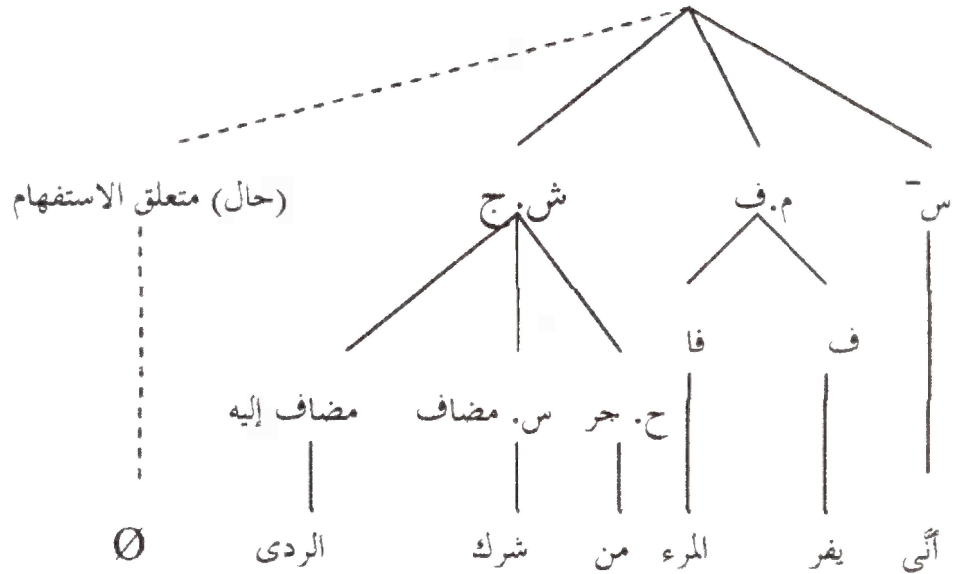 سَ م.ف ش.ج (حال) متعلق الاستفهام
ف فا
ح. جر س. مضاف مضاف إليه
أنَّى يفر المرء من شرك الردى Ø